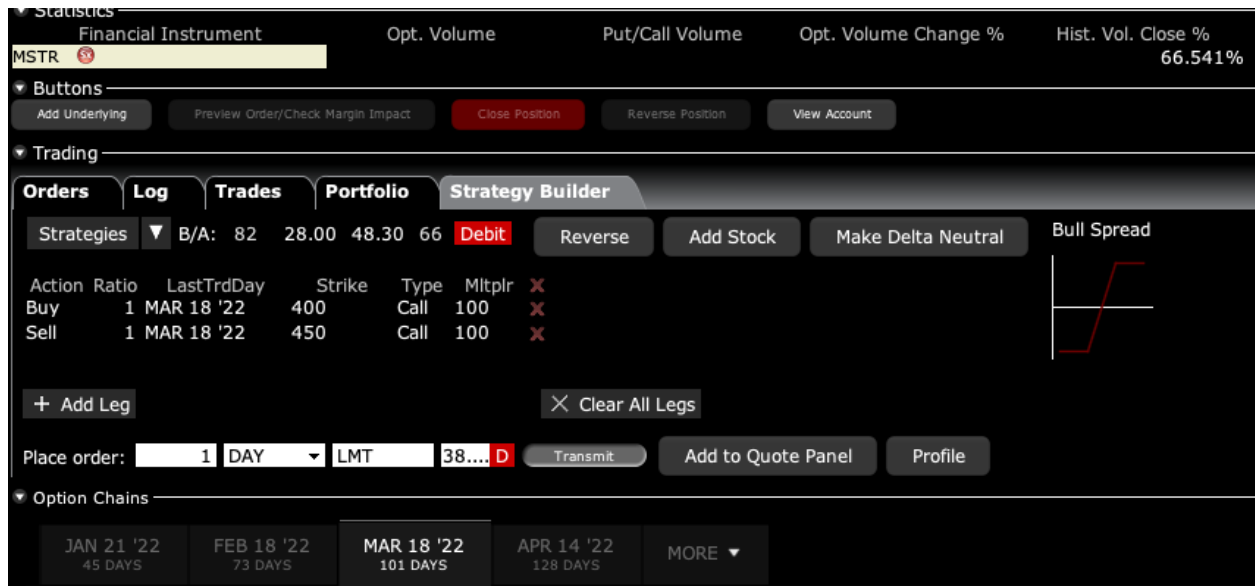 Statistics
Financial Instrument Opt. Volume Put/Call Volume Opt. Volume Change % Hist. Vol. Close %
MSTR 66.541%
Buttons
Add Underlying Preview Order/Check Margin Impact Close Position Reverse Position View Account
Trading
Orders Log Trades Portfolio Strategy Builder
Strategies B/A: 82 28.00 48.30 66 Debit Reverse Add Stock Make Delta Neutral Bull Spread
Action Ratio LastTrdDay Strike Type Mltplr X
Buy 1 MAR 18 '22 400 Call 100 X
Sell 1 MAR 18 '22 450 Call 100 X
+ Add Leg X Clear All Legs
Place order: 1 DAY LMT 38.... D Transmit Add to Quote Panel Profile
Option Chains
JAN 21 '22 FEB 18 '22 MAR 18 '22 APR 14 '22 MORE
45 DAYS 73 DAYS 101 DAYS 128 DAYS